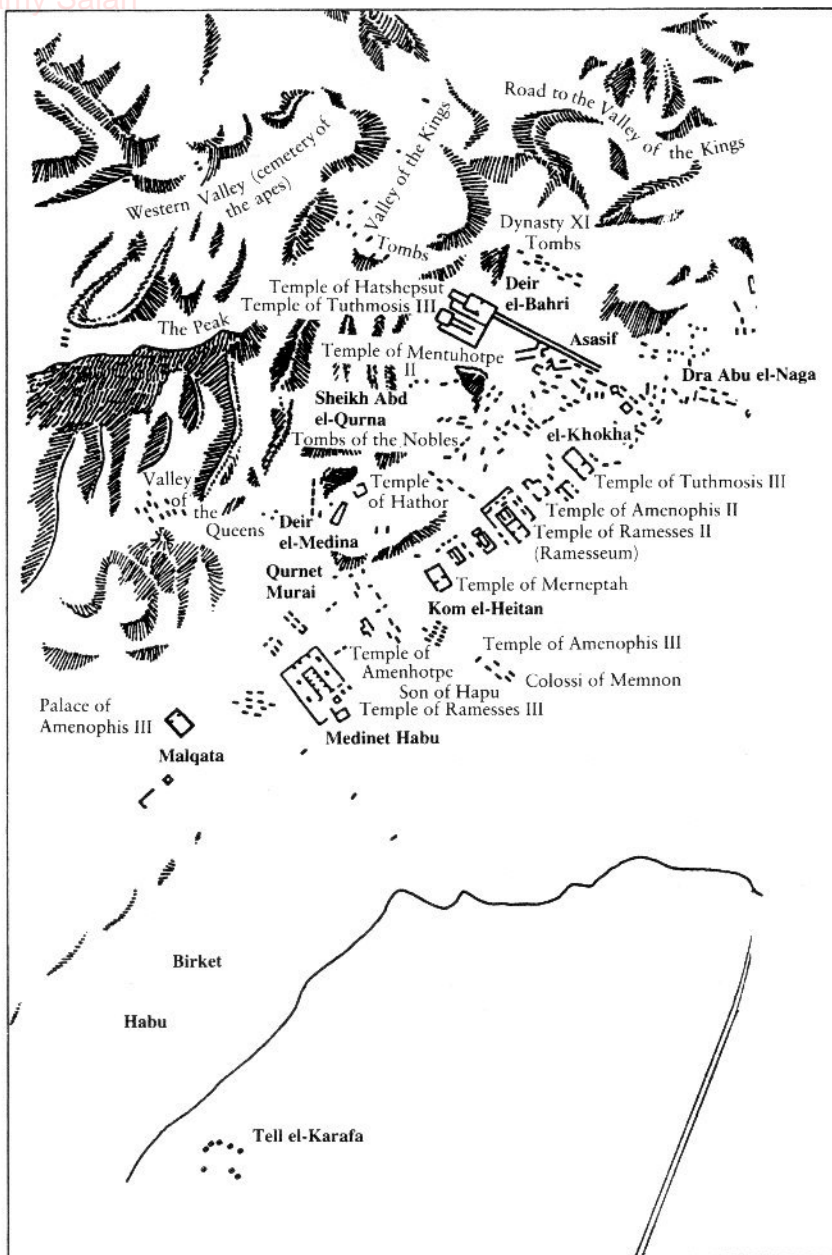 Road to the Valley
of the Kings
Valley of the Kings
Western Valley (cemetery of
the apes)
Tombs
Dynasty XI
Tombs
Deir
el-Bahri
Temple of Hatshepsut
Temple of Tuthmosis III
The Peak
Asasif
Temple of Mentuhotpe
II
Dra Abu el-Naga
Sheikh Abd
el-Qurna
Tombs of the Nobles
el-Khokha
Valley
of
the
Queens
Temple
of Hathor
Temple of Tuthmosis III
Temple of Amenophis II
Temple of Ramesses II
(Ramesseum)
Deir
el-Medina
Qurnet
Murai
Temple of Merneptah
Kom el-Heitan
Temple of Amenophis III
Colossi of Memnon
Temple of
Amenhotpe
Son of Hapu
Temple of Ramesses III
Medinet Habu
Palace of
Amenophis III
Malqata
Birket
Habu
Tell el-Karafa